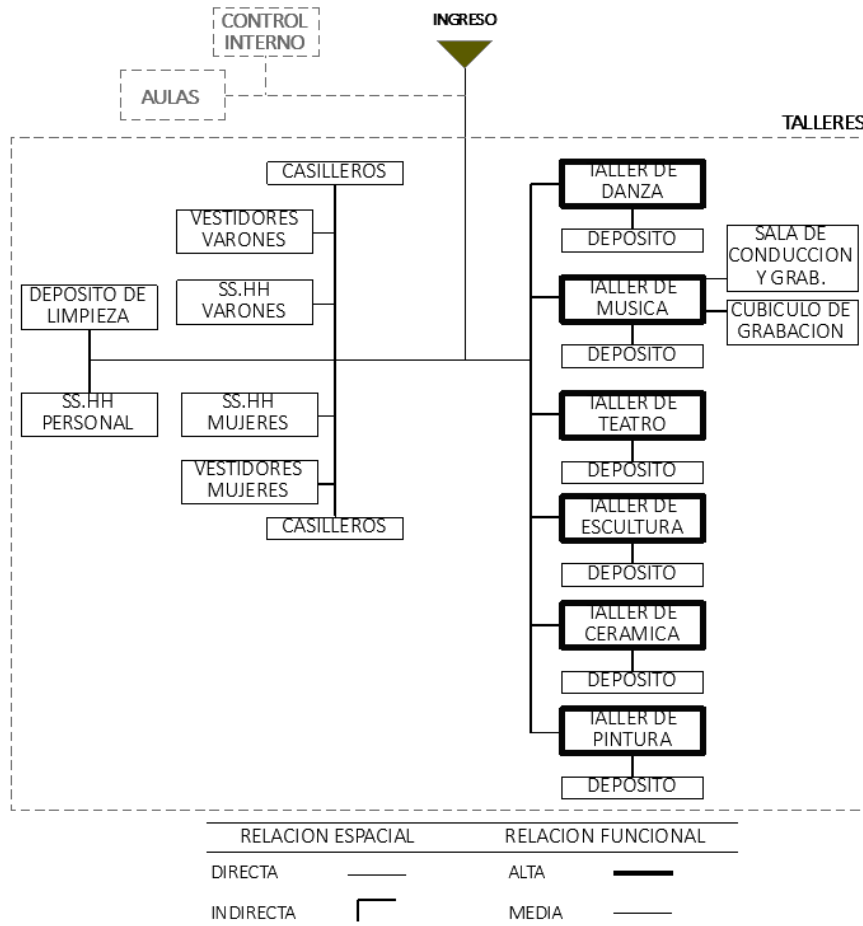 CONTROL
INTERNO
INGRESO
AULAS
TALLERES
CASILLEROS
VESTIDORES
VARONES
SS.HH
VARONES
DEPOSITO DE
LIMPIEZA
SS.HH
PERSONAL
SS.HH
MUJERES
VESTIDORES
MUJERES
CASILLEROS
TALLER DE
DANZA
DEPOSITO
TALLER DE
MUSICA
SALA DE
CONDUCCION
Y GRAB.
CUBICULO DE
GRABACION
DEPOSITO
TALLER DE
TEATRO
DEPOSITO
TALLER DE
ESCULTURA
DEPOSITO
TALLER DE
CERAMICA
DEPOSITO
TALLER DE
PINTURA
DEPOSITO
RELACION ESPACIAL RELACION FUNCIONAL
DIRECTA ALTA
INDIRECTA MEDIA